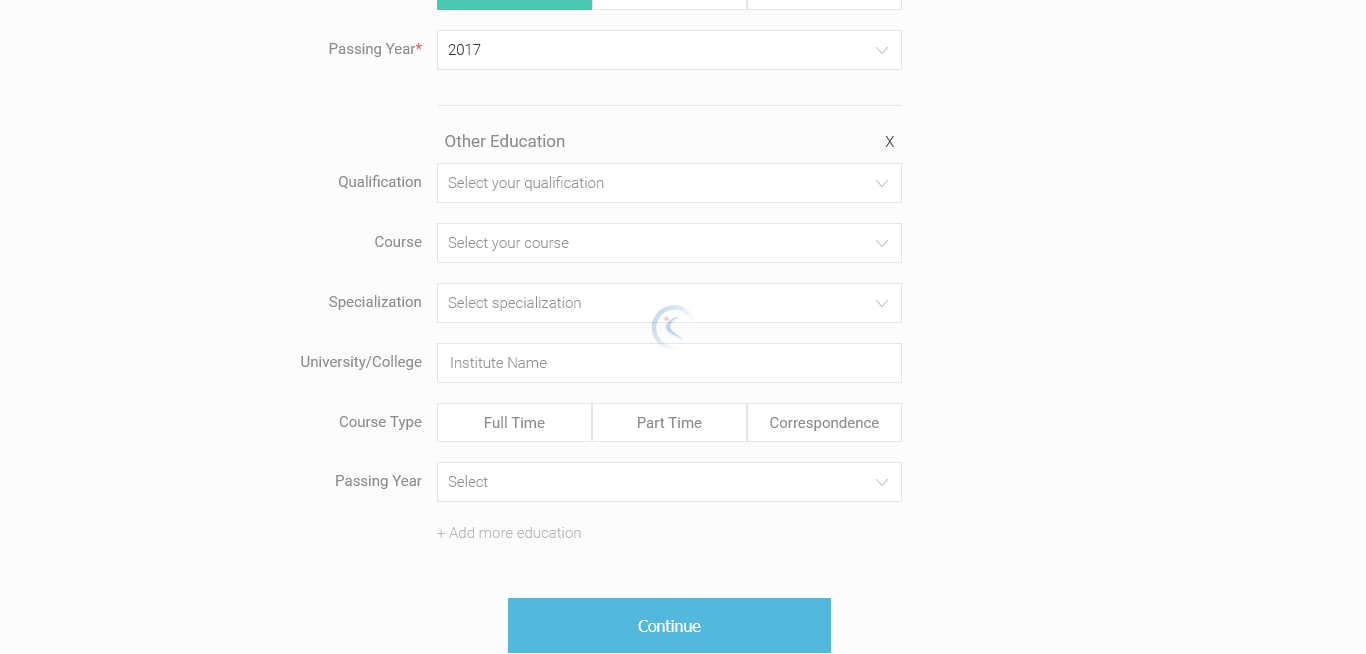 Passing Year* 2017
Other Education X
Qualification Select your qualification
Course Select your course
Specialization Select specialization
University/College Institute Name
Course Type Full Time Part Time Correspondence
Passing Year Select
+ Add more education
Continue